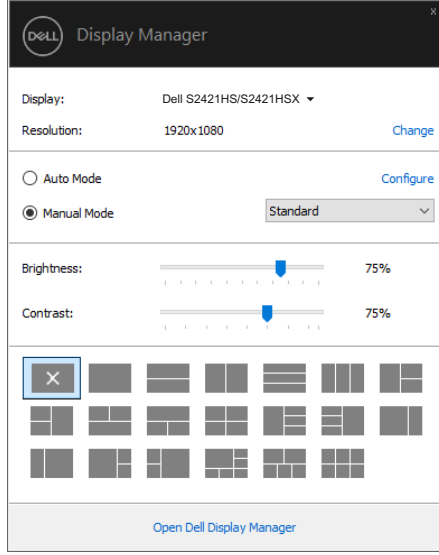 x
DELL Display Manager
Display: Dell S2421HS/S2421HSX
Resolution: 1920x1080 Change
Auto Mode Configure
Manual Mode Standard
Brightness: 75%
Contrast: 75%
Open Dell Display Manager